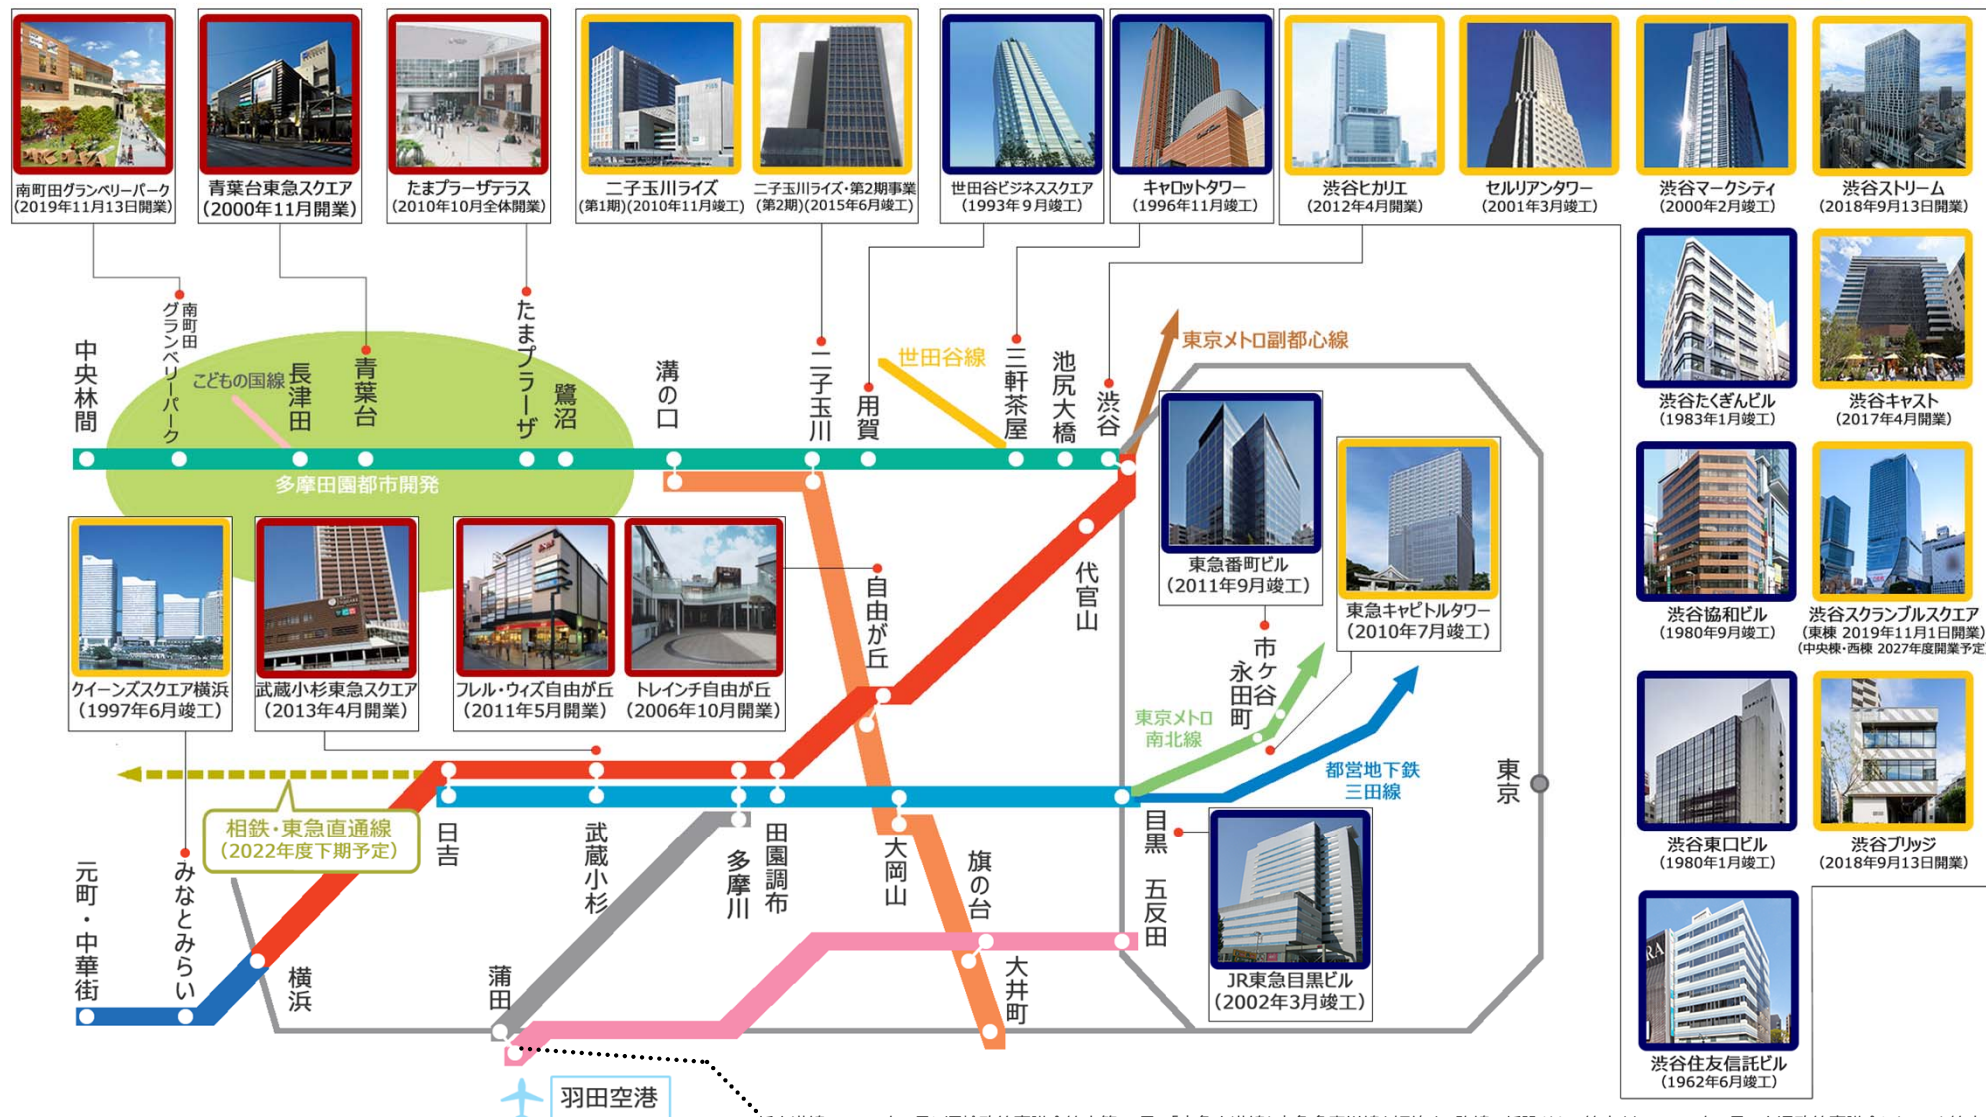 南町田グランベリーパーク
(2019年11月13日開業)
青葉台東急スクエア
(2000年11月開業)
たまプラーザテラス
(2010年10月全体開業)
二子玉川ライズ
(第1期)(2010年11月竣工)
二子玉川ライズ・第2期事業
(第2期)(2015年6月竣工)
世田谷ビジネススクエア
(1993年9月竣工)
キャロットタワー
(1996年11月竣工)
渋谷ヒカリエ
(2012年4月開業)
セルリアンタワー
(2001年3月竣工)
渋谷マークシティ
(2000年2月竣工)
渋谷ストリーム
(2018年9月13日開業)
渋谷たくぎんビル
(1983年1月竣工)
渋谷キャスト
(2017年4月開業)
渋谷協和ビル
(1980年9月竣工)
渋谷スクランブルスクエア
(東棟 2019年11月1日開業)
(中央棟・西棟 2027年度開業予定)
渋谷東口ビル
(1980年1月竣工)
渋谷ブリッジ
(2018年9月13日開業)
渋谷住友信託ビル
(1962年6月竣工)
中央林間
南町田
グランベリーパーク
こどもの国線
長津田
青葉台
たまプラーザ
鷺沼
溝の口
二子玉川
用賀
世田谷線
三軒茶屋
池尻大橋
渋谷
東京メトロ副都心線
多摩田園都市開発
クイーンズスクエア横浜
(1997年6月竣工)
武蔵小杉東急スクエア
(2013年4月開業)
フレル・ウィズ自由が丘
(2011年5月開業)
トレインチ自由が丘
(2006年10月開業)
自由が丘
代官山
東急番町ビル
(2011年9月竣工)
東急キャピトルタワー
(2010年7月竣工)
市ヶ谷
永田町
東京メトロ
南北線
都営地下鉄
三田線
東京
相鉄・東急直通線
(2022年度下期予定)
日吉
武蔵小杉
多摩川
田園調布
大岡山
旗の台
目黒
五反田
JR東急目黒ビル
(2002年3月竣工)
元町・中華街
みなとみらい
横浜
蒲田
大井町
羽田空港